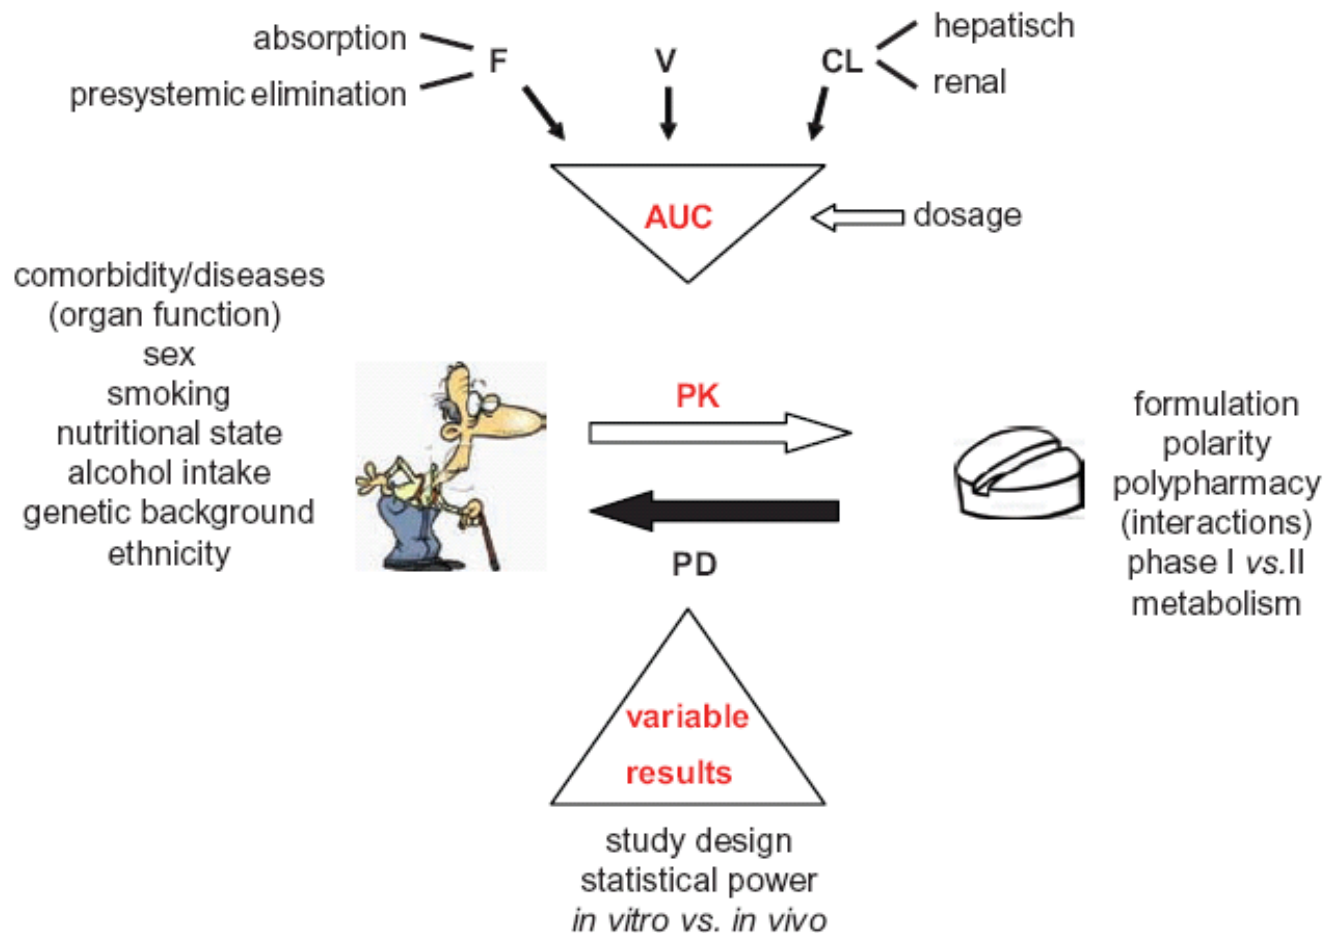 absorption
presystemic elimination
F
V
CL
hepatisch
renal
AUC
dosage
comorbidity/diseases
(organ function)
sex
smoking
nutritional state
alcohol intake
genetic background
ethnicity
PK
PD
formulation
polarity
polypharmacy
(interactions)
phase I vs.II
metabolism
variable
results
study design
statistical power
in vitro vs. in vivo